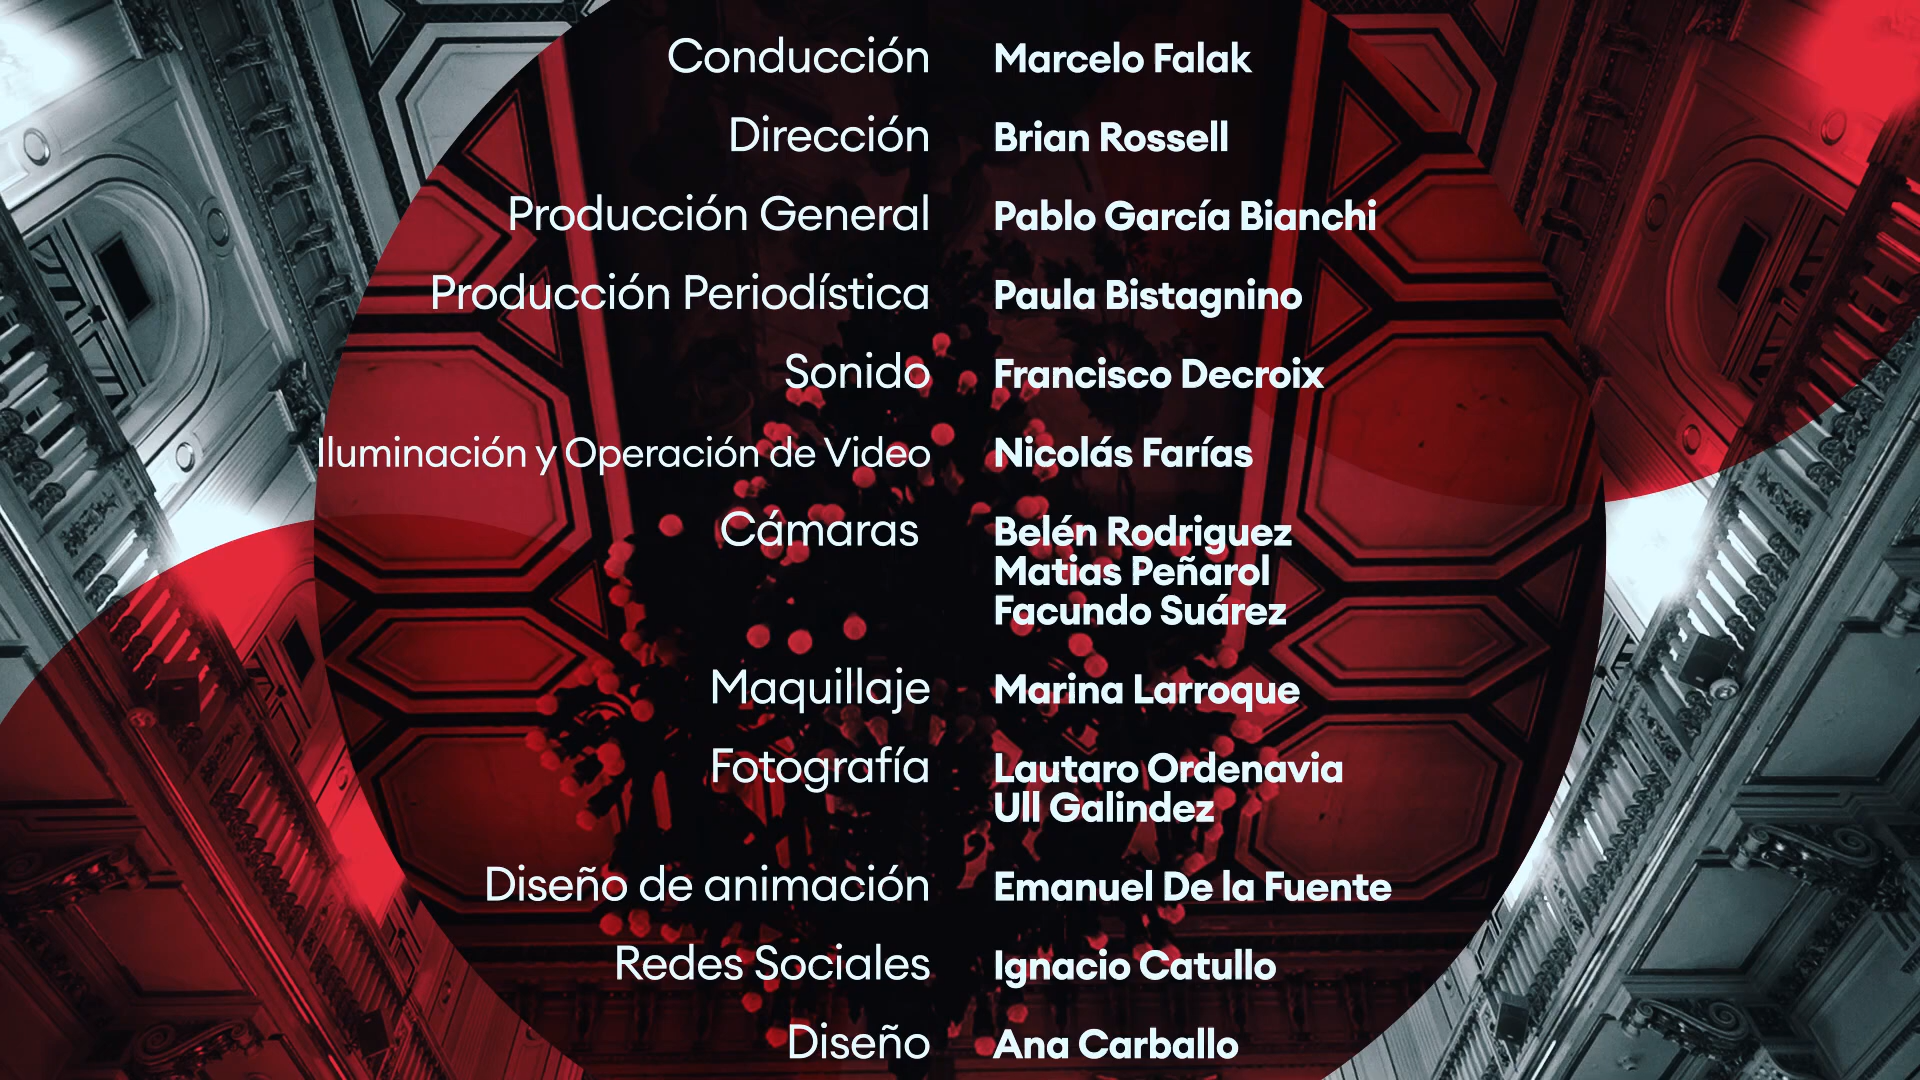 Conducción Marcelo Falak
Dirección Brian Rossell
Producción General Pablo García Bianchi
Producción Periodística Paula Bistagnino
Sonido Francisco Decroix
Iluminación y Operación de Video Nicolás Farías
Cámaras Belén Rodriguez
Matias Peñarol
Facundo Suárez
Maquillaje Marina Larroque
Fotografía Lautaro Ordenavia
Ull Galindez
Diseño de animación Emanuel De la Fuente
Redes Sociales Ignacio Catullo
Diseño Ana Carballo